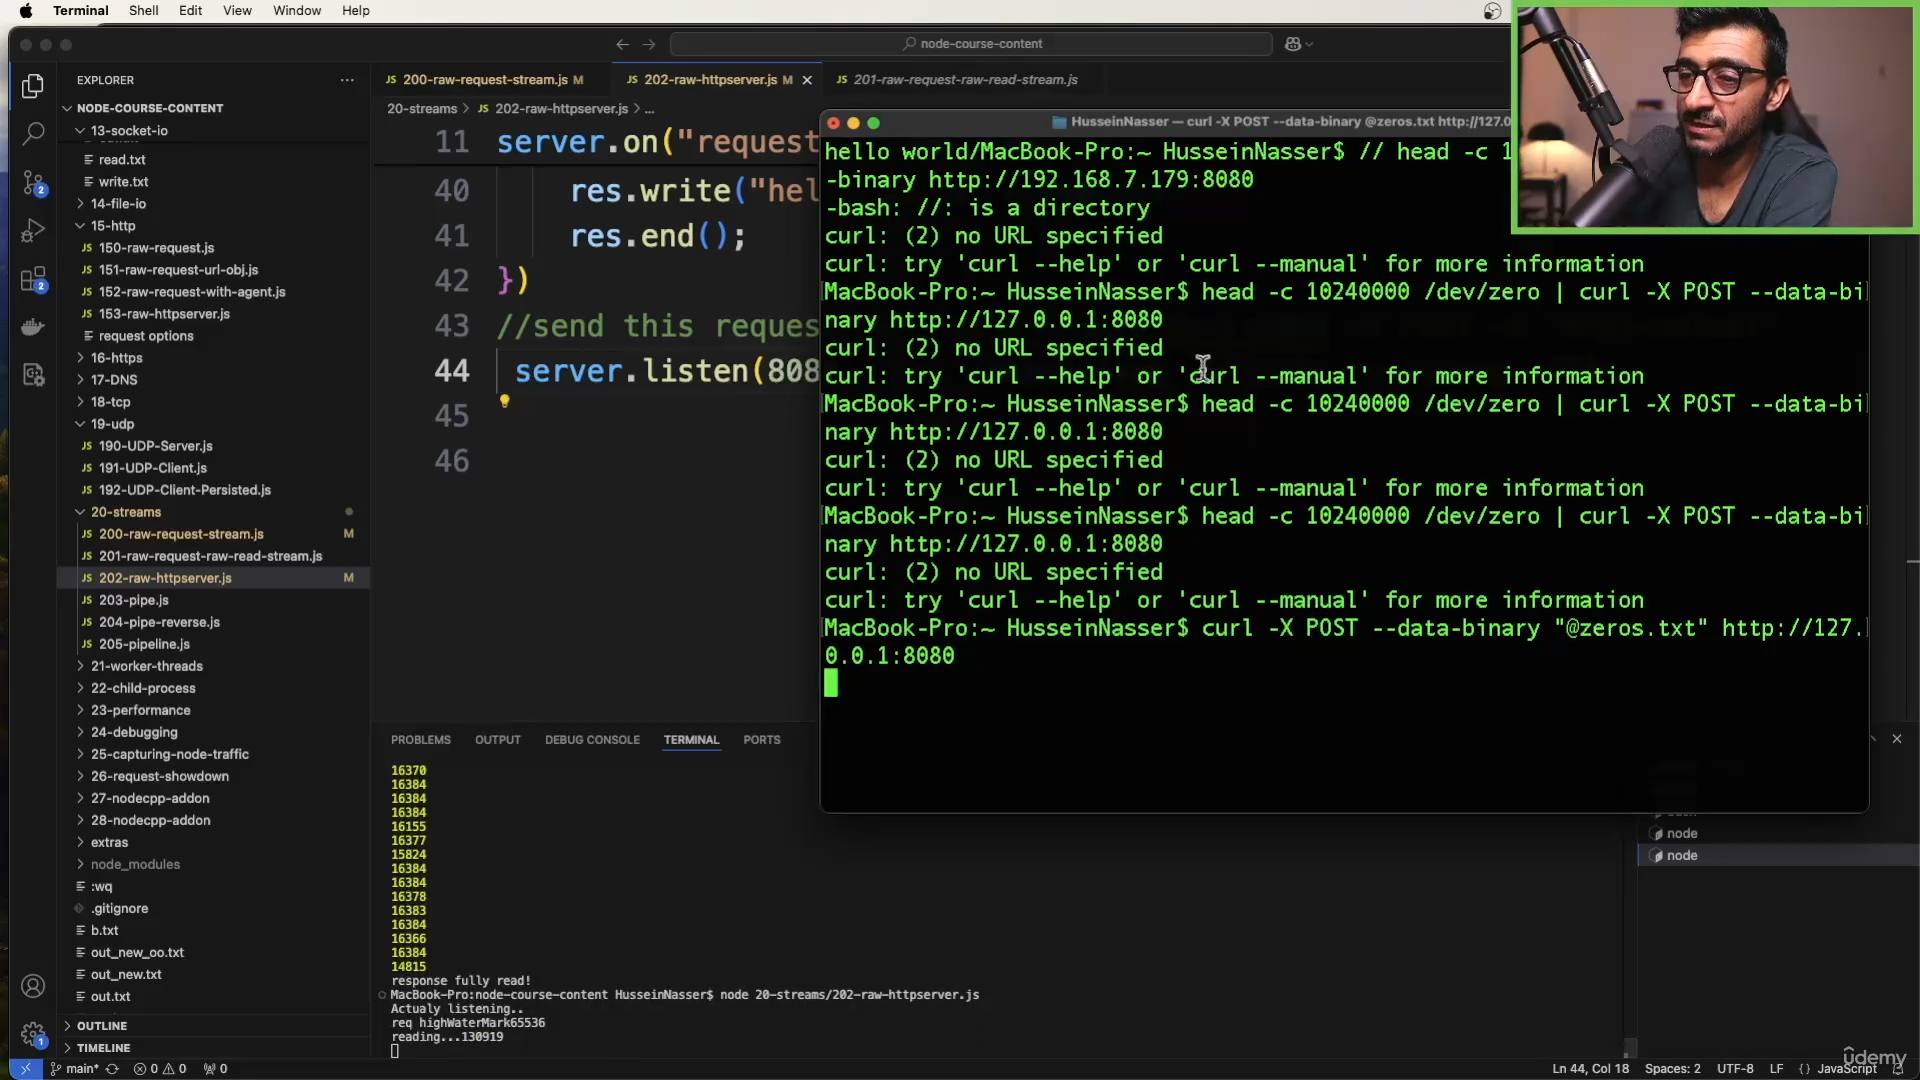 Terminal Shell Edit View Window Help
node-course-content
EXPLORER
NODE-COURSE-CONTENT
13-socket-io
read.txt
write.txt
14-file-io
15-http
150-raw-request.js
151-raw-request-url-obj.js
152-raw-request-with-agent.js
153-raw-httpserver.js
request options
16-https
17-DNS
18-tcp
19-udp
190-UDP-Server.js
191-UDP-Client.js
192-UDP-Client-Persisted.js
20-streams
200-raw-request-stream.js M
201-raw-request-raw-read-stream.js
202-raw-httpserver.js M
203-pipe.js
204-pipe-reverse.js
205-pipeline.js
21-worker-threads
22-child-process
23-performance
24-debugging
25-capturing-node-traffic
26-request-showdown
27-nodecpp-addon
28-nodecpp-addon
extras
node_modules
:wq
.gitignore
b.txt
out_new_oo.txt
out_new.txt
out.txt
OUTLINE
TIMELINE
JS 200-raw-request-stream.js M JS 202-raw-httpserver.js M JS 201-raw-request-raw-read-stream.js
20-streams > JS 202-raw-httpserver.js > ...
11 server.on("request
40 res.write("hel
41 res.end();
42 })
43 //send this reques
44 server.listen(808
45
46
HusseinNasser — curl -X POST --data-binary @zeros.txt http://127.0
hello world/MacBook-Pro:~ HusseinNasser$ // head -c 1
-binary http://192.168.7.179:8080
-bash: //: is a directory
curl: (2) no URL specified
curl: try 'curl --help' or 'curl --manual' for more information
MacBook-Pro:~ HusseinNasser$ head -c 10240000 /dev/zero | curl -X POST --data-bi
nary http://127.0.0.1:8080
curl: (2) no URL specified
curl: try 'curl --help' or 'curl --manual' for more information
MacBook-Pro:~ HusseinNasser$ head -c 10240000 /dev/zero | curl -X POST --data-bi
nary http://127.0.0.1:8080
curl: (2) no URL specified
curl: try 'curl --help' or 'curl --manual' for more information
MacBook-Pro:~ HusseinNasser$ head -c 10240000 /dev/zero | curl -X POST --data-bi
nary http://127.0.0.1:8080
curl: (2) no URL specified
curl: try 'curl --help' or 'curl --manual' for more information
MacBook-Pro:~ HusseinNasser$ curl -X POST --data-binary "@zeros.txt" http://127.
0.0.1:8080
PROBLEMS OUTPUT DEBUG CONSOLE TERMINAL PORTS
16370
16384
16384
16384
16155
16377
15824
16384
16384
16378
16383
16384
16366
16384
14815
response fully read!
MacBook-Pro:node-course-content HusseinNasser$ node 20-streams/202-raw-httpserver.js
Actualy listening..
req highWaterMark65536
reading...130919
node
node
main* 0 0 0 Ln 44, Col 18 Spaces: 2 UTF-8 LF {} JavaScript
udemy